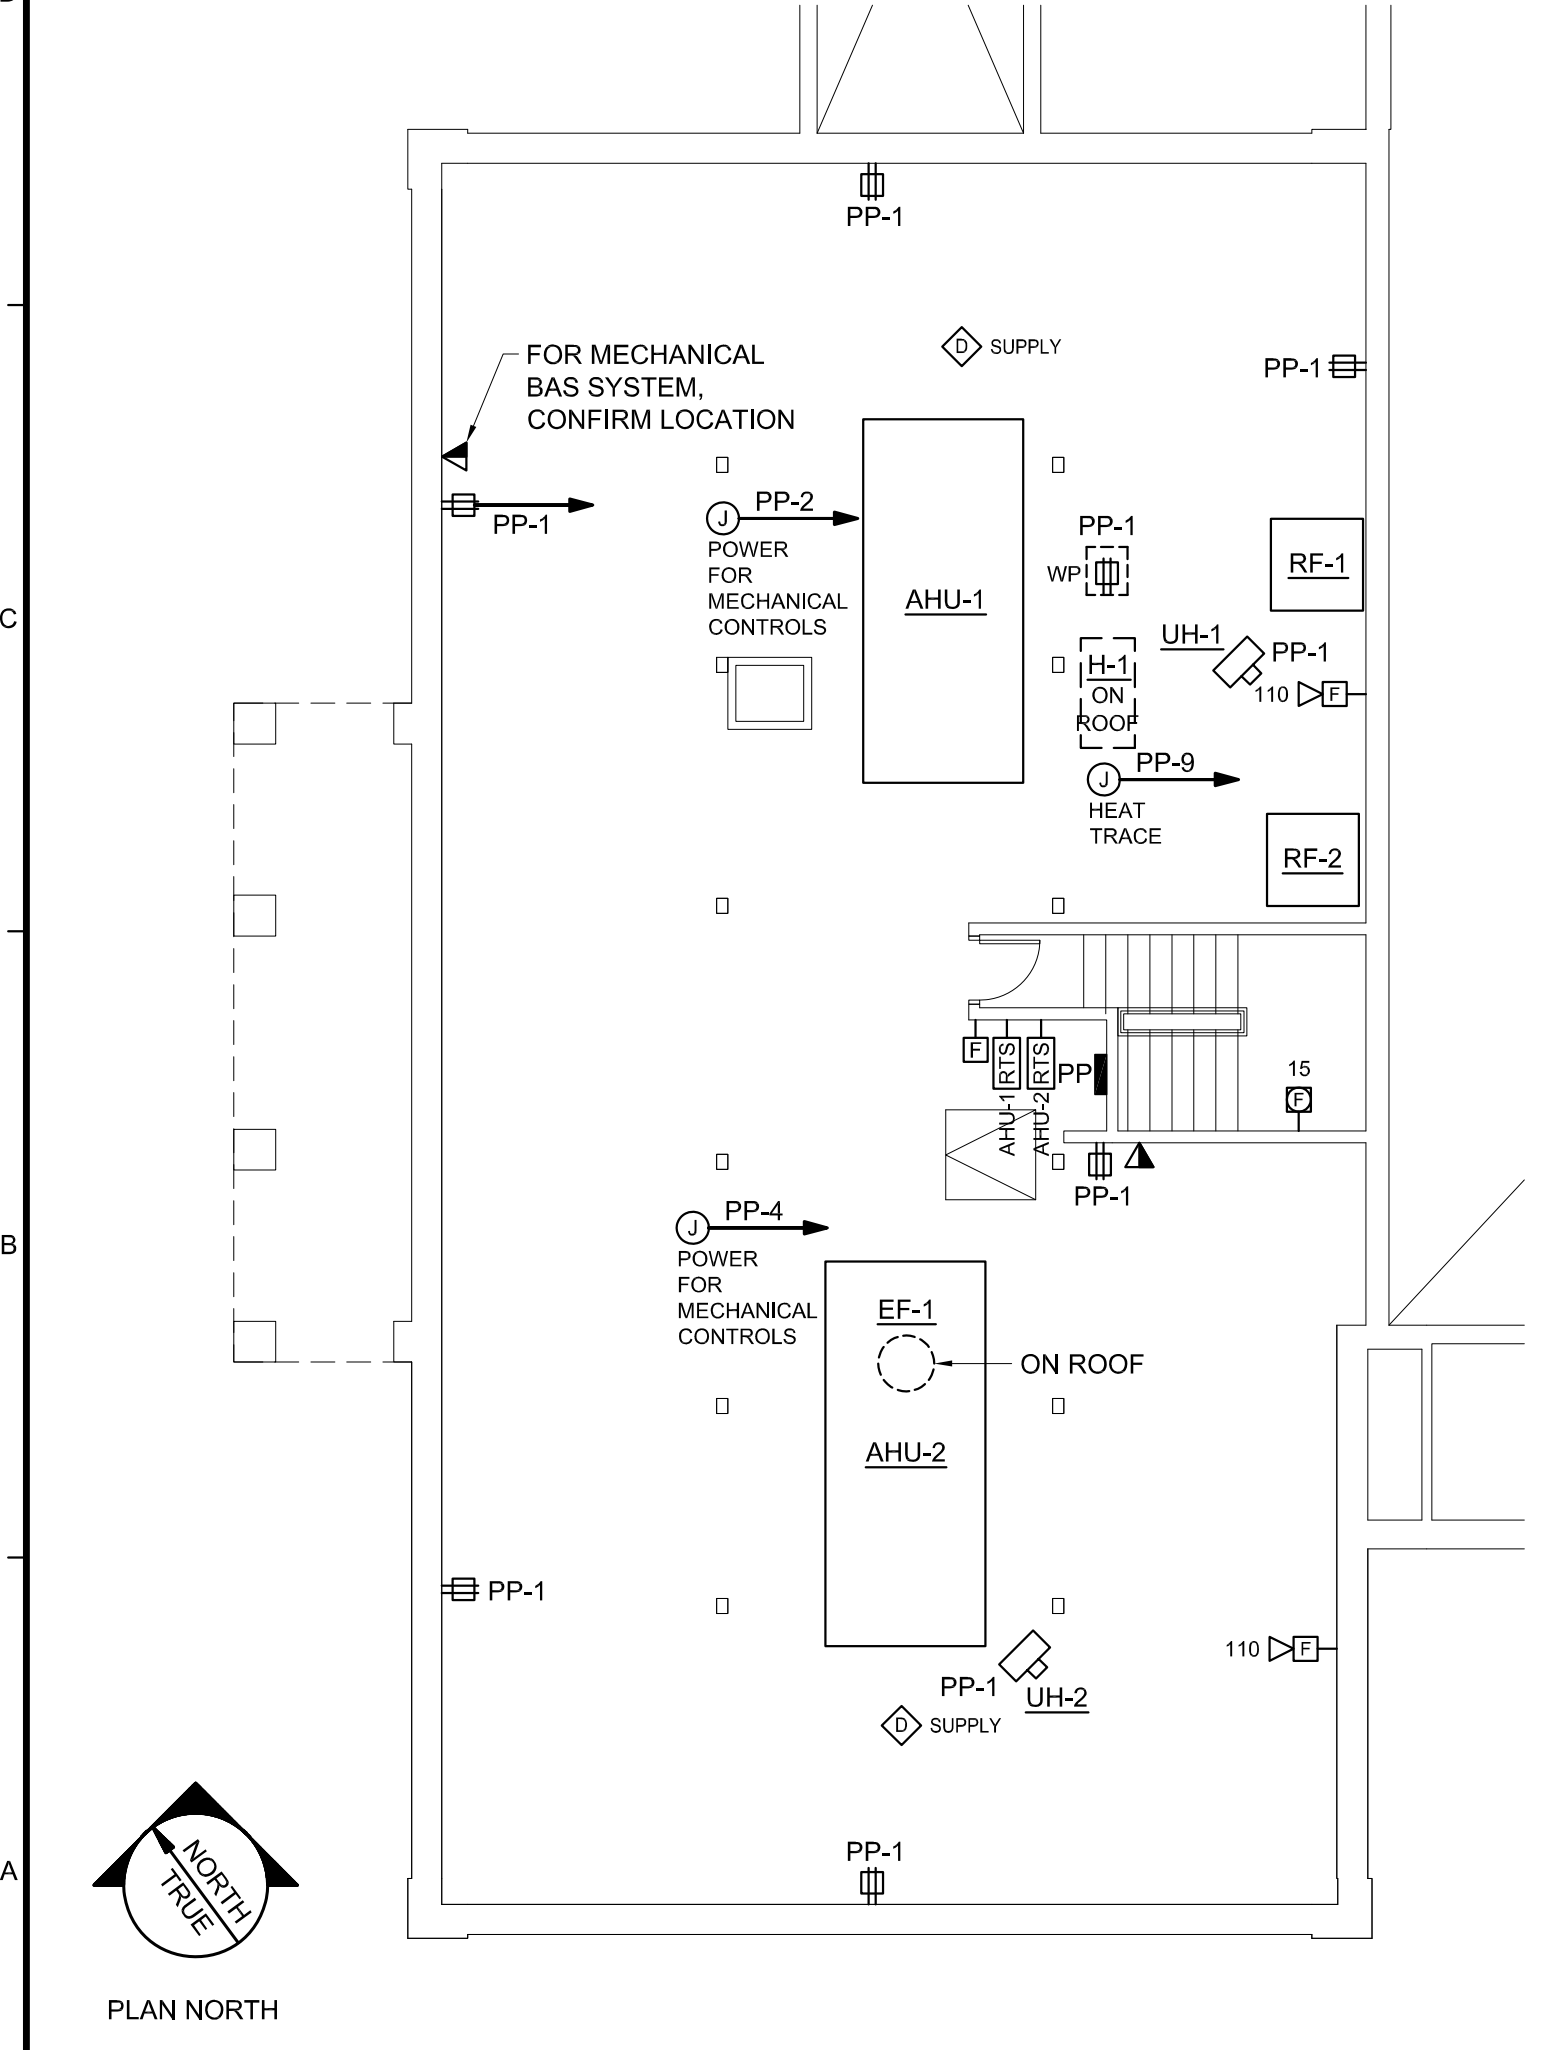 PP-1
FOR MECHANICAL
BAS SYSTEM,
CONFIRM LOCATION
D SUPPLY
PP-1
PP-1
J PP-2
POWER
FOR
MECHANICAL
CONTROLS
AHU-1
PP-1
WP
RF-1
C
UH-1
PP-1
H-1
ON
ROOF
110 F
J PP-9
HEAT
TRACE
RF-2
F
RTS
RTS
AHU-1
AHU-2
PP
15
F
PP-1
B
J PP-4
POWER
FOR
MECHANICAL
CONTROLS
EF-1
ON ROOF
AHU-2
PP-1
110 F
PP-1
UH-2
D SUPPLY
PP-1
A
NORTH
TRUE
PLAN NORTH